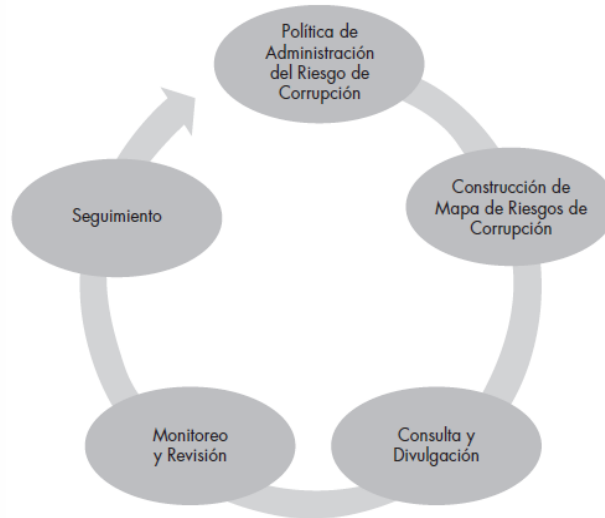 Política de
Administración
del Riesgo de
Corrupción
Construcción de
Mapa de Riesgos de
Corrupción
Consulta y
Divulgación
Monitoreo
y Revisión
Seguimiento